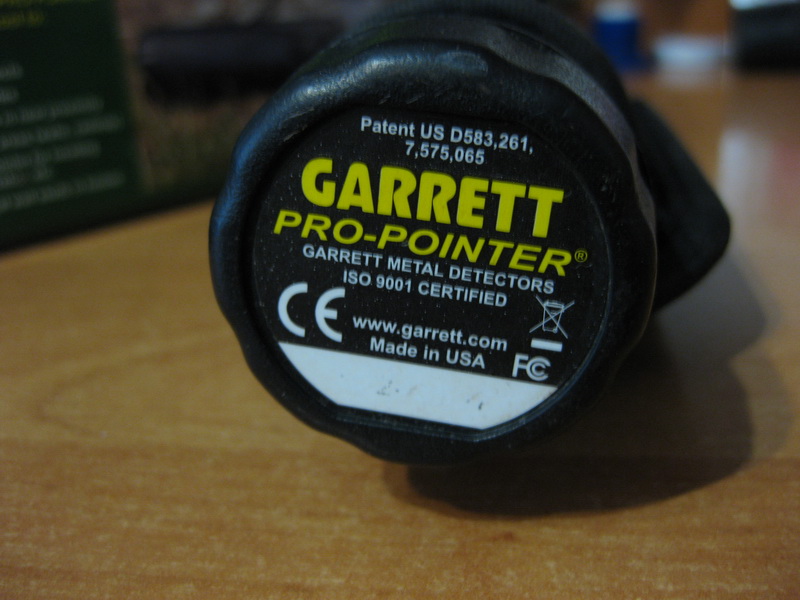 Patent US D583,261,
7,575,065
GARRETT
PRO-POINTER®
GARRETT METAL DETECTORS
ISO 9001 CERTIFIED
CE
www.garrett.com
Made in USA
FC